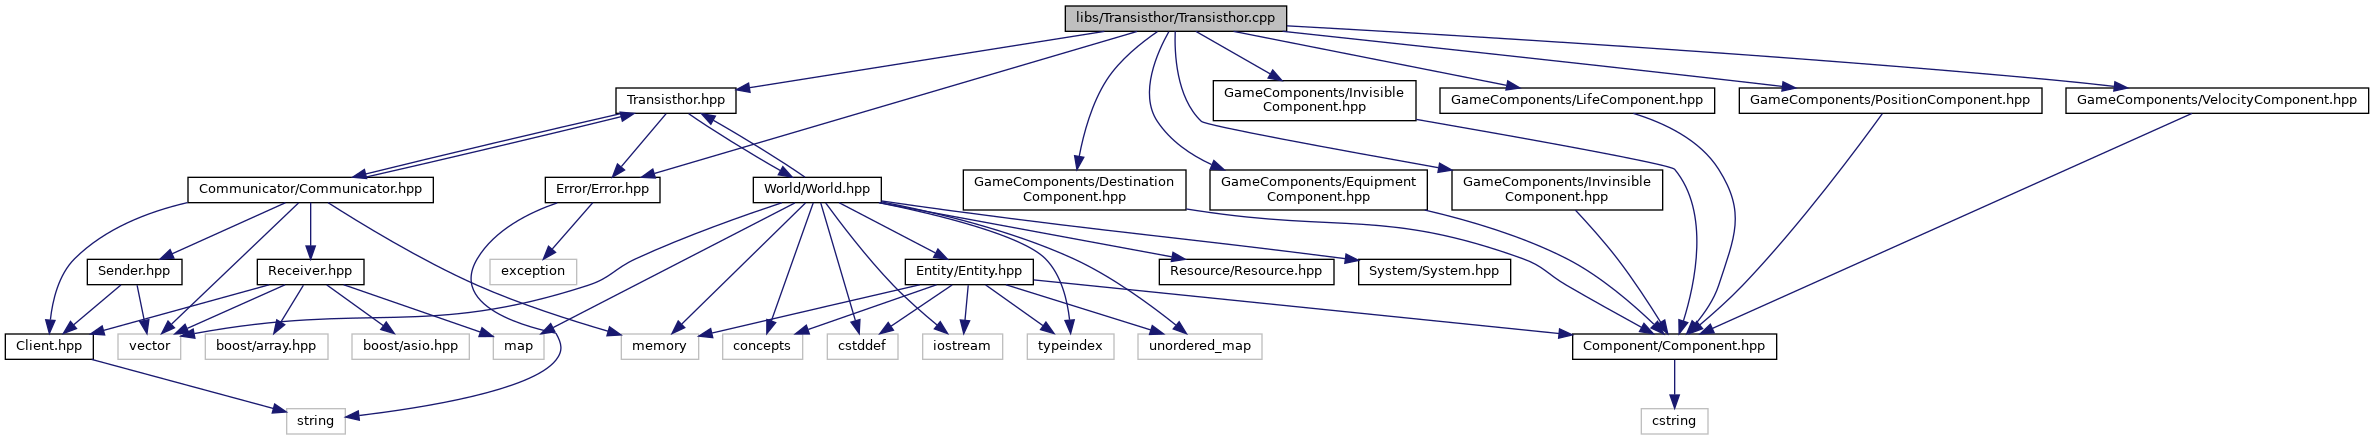 libs/Transisthor/Transisthor.cpp
Transisthor.hpp
GameComponents/Invisible
Component.hpp
GameComponents/LifeComponent.hpp
GameComponents/PositionComponent.hpp
GameComponents/VelocityComponent.hpp
Communicator/Communicator.hpp
Error/Error.hpp
World/World.hpp
GameComponents/Destination
Component.hpp
GameComponents/Equipment
Component.hpp
GameComponents/Invinsible
Component.hpp
Sender.hpp
Receiver.hpp
exception
Entity/Entity.hpp
Resource/Resource.hpp
System/System.hpp
Client.hpp
vector
boost/array.hpp
boost/asio.hpp
map
memory
concepts
cstddef
iostream
typeindex
unordered_map
Component/Component.hpp
string
cstring